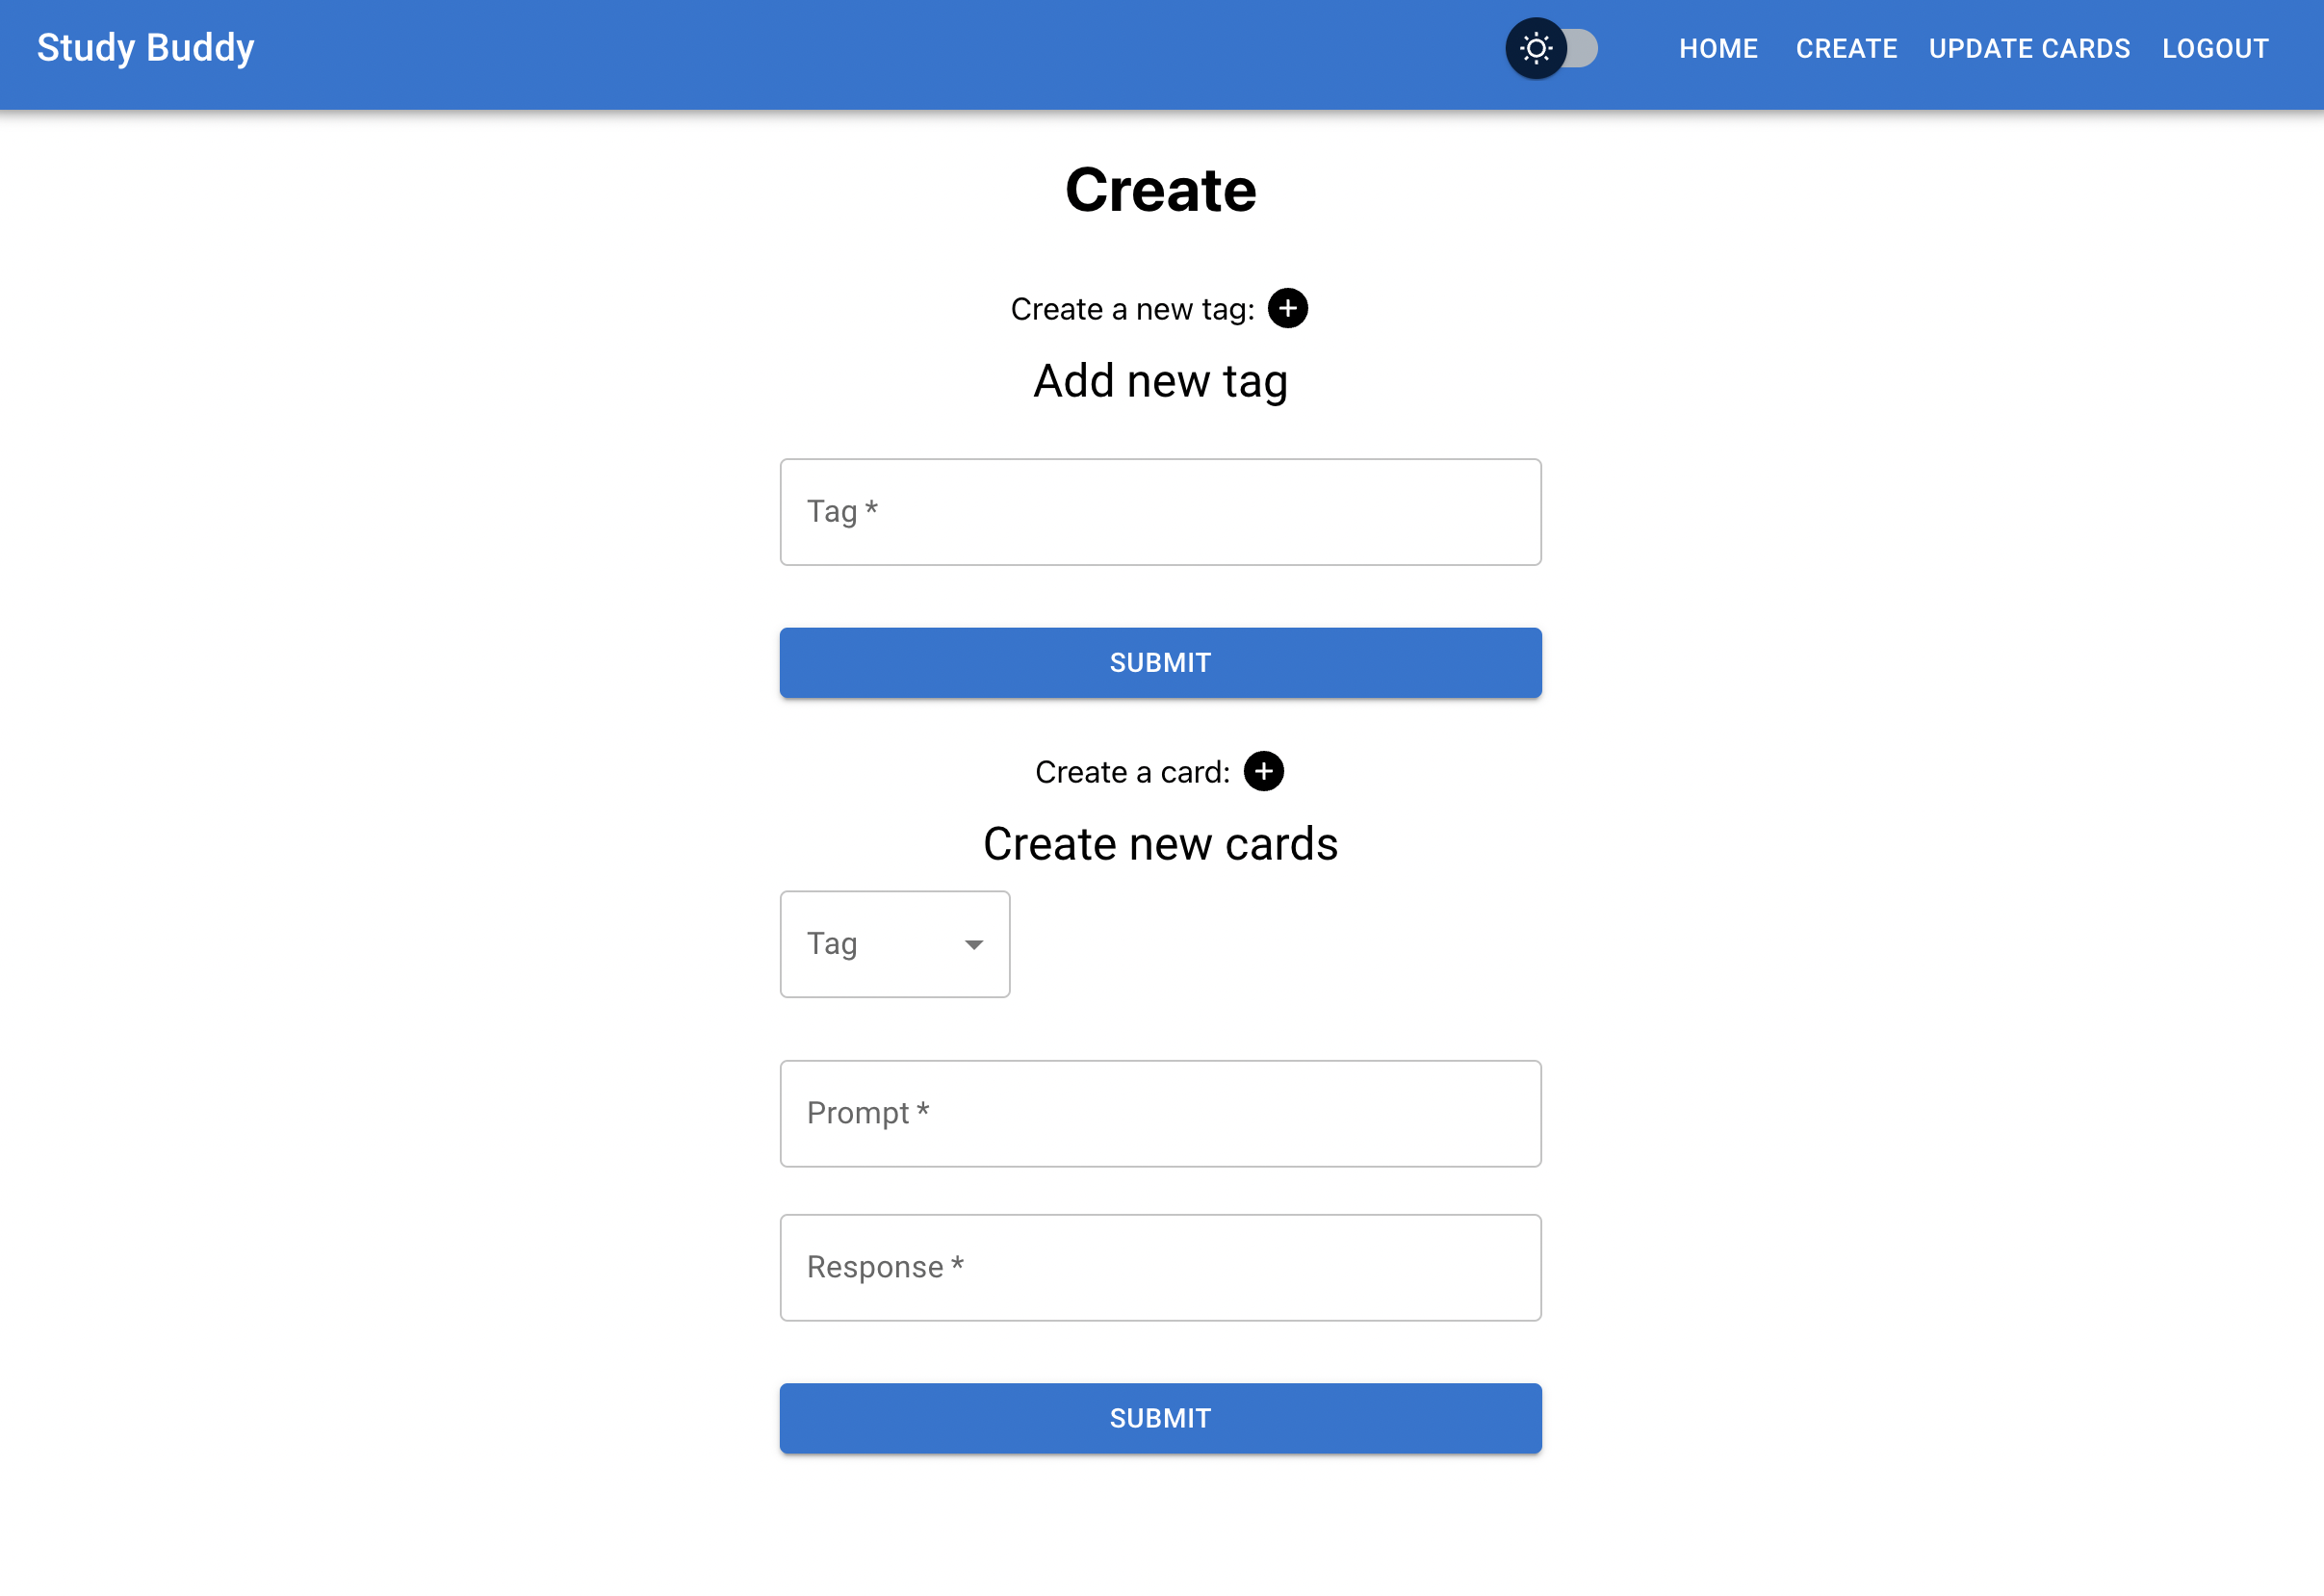 Study Buddy HOME CREATE UPDATE CARDS LOGOUT
Create
Create a new tag:
Add new tag
Tag *
SUBMIT
Create a card:
Create new cards
Tag
Prompt *
Response *
SUBMIT